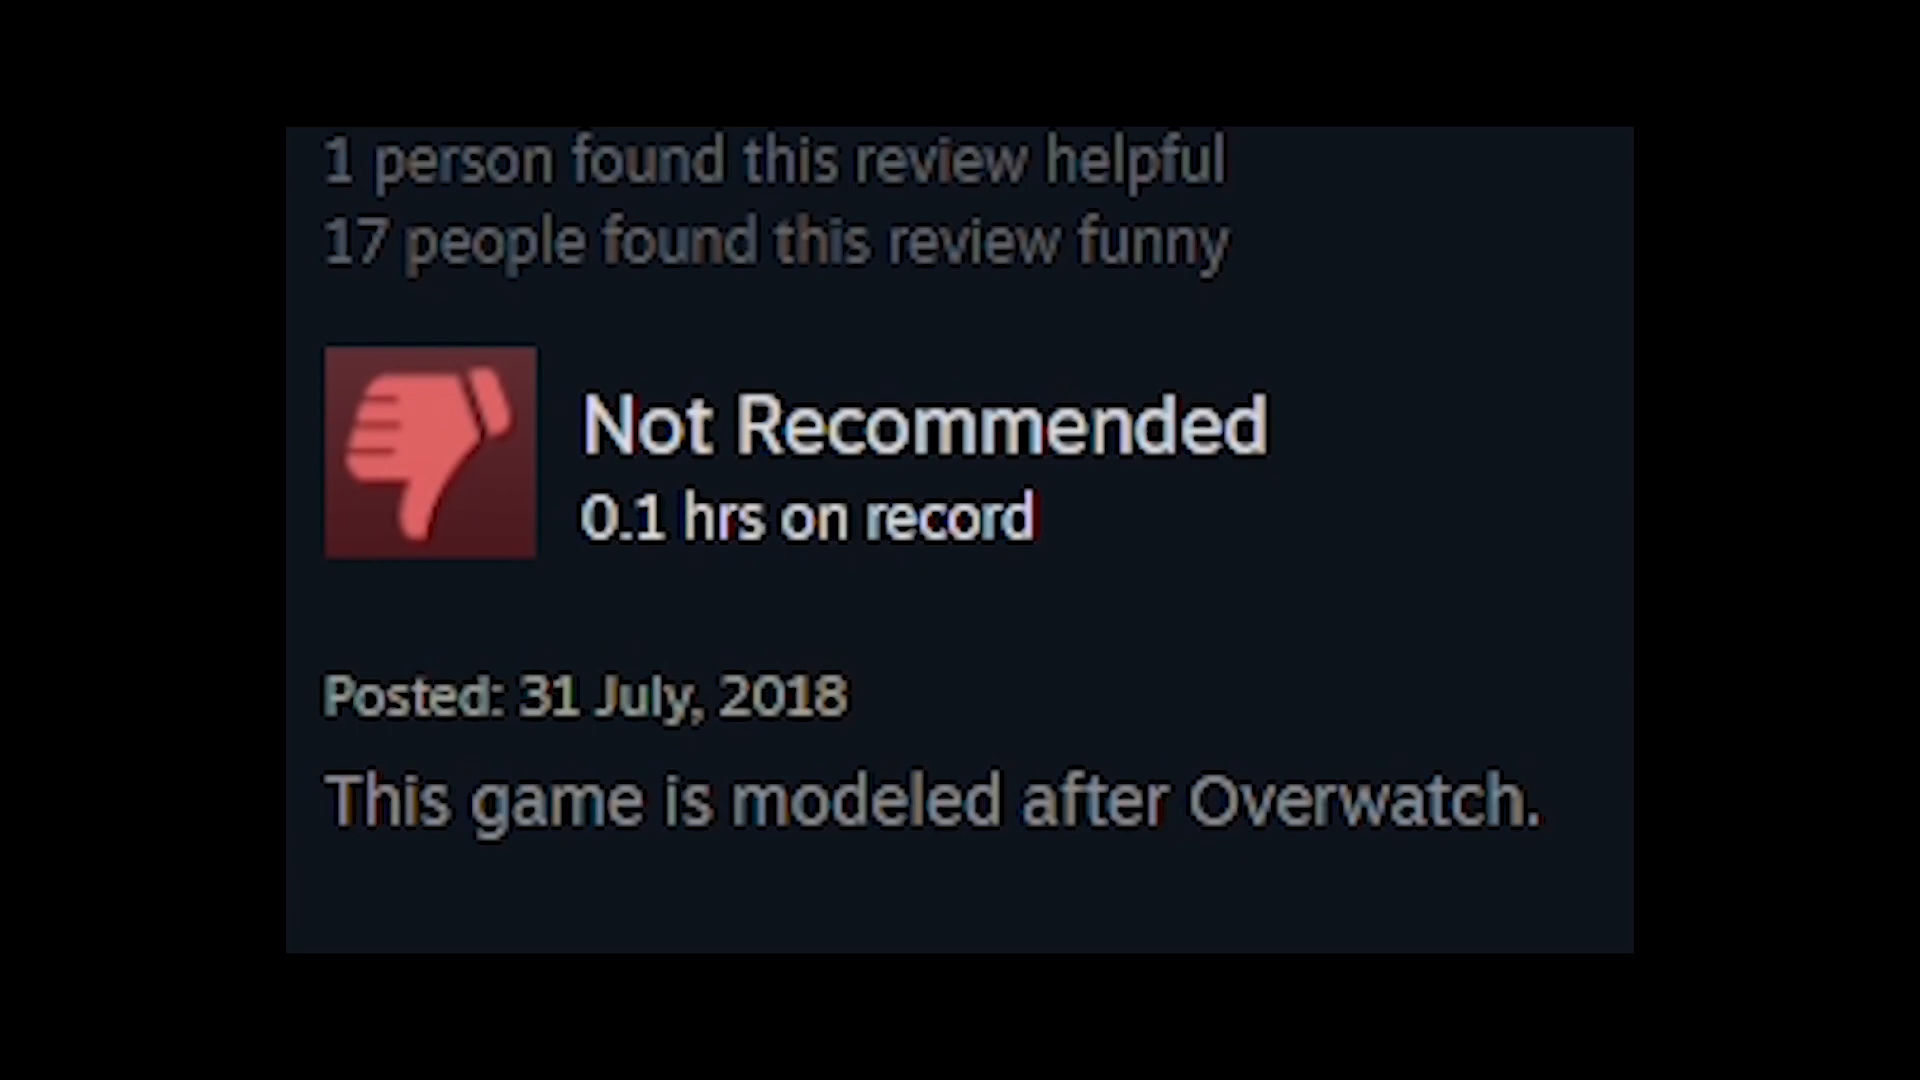 1 person found this review helpful
17 people found this review funny
Not Recommended
0.1 hrs on record
Posted: 31 July, 2018
This game is modeled after Overwatch.